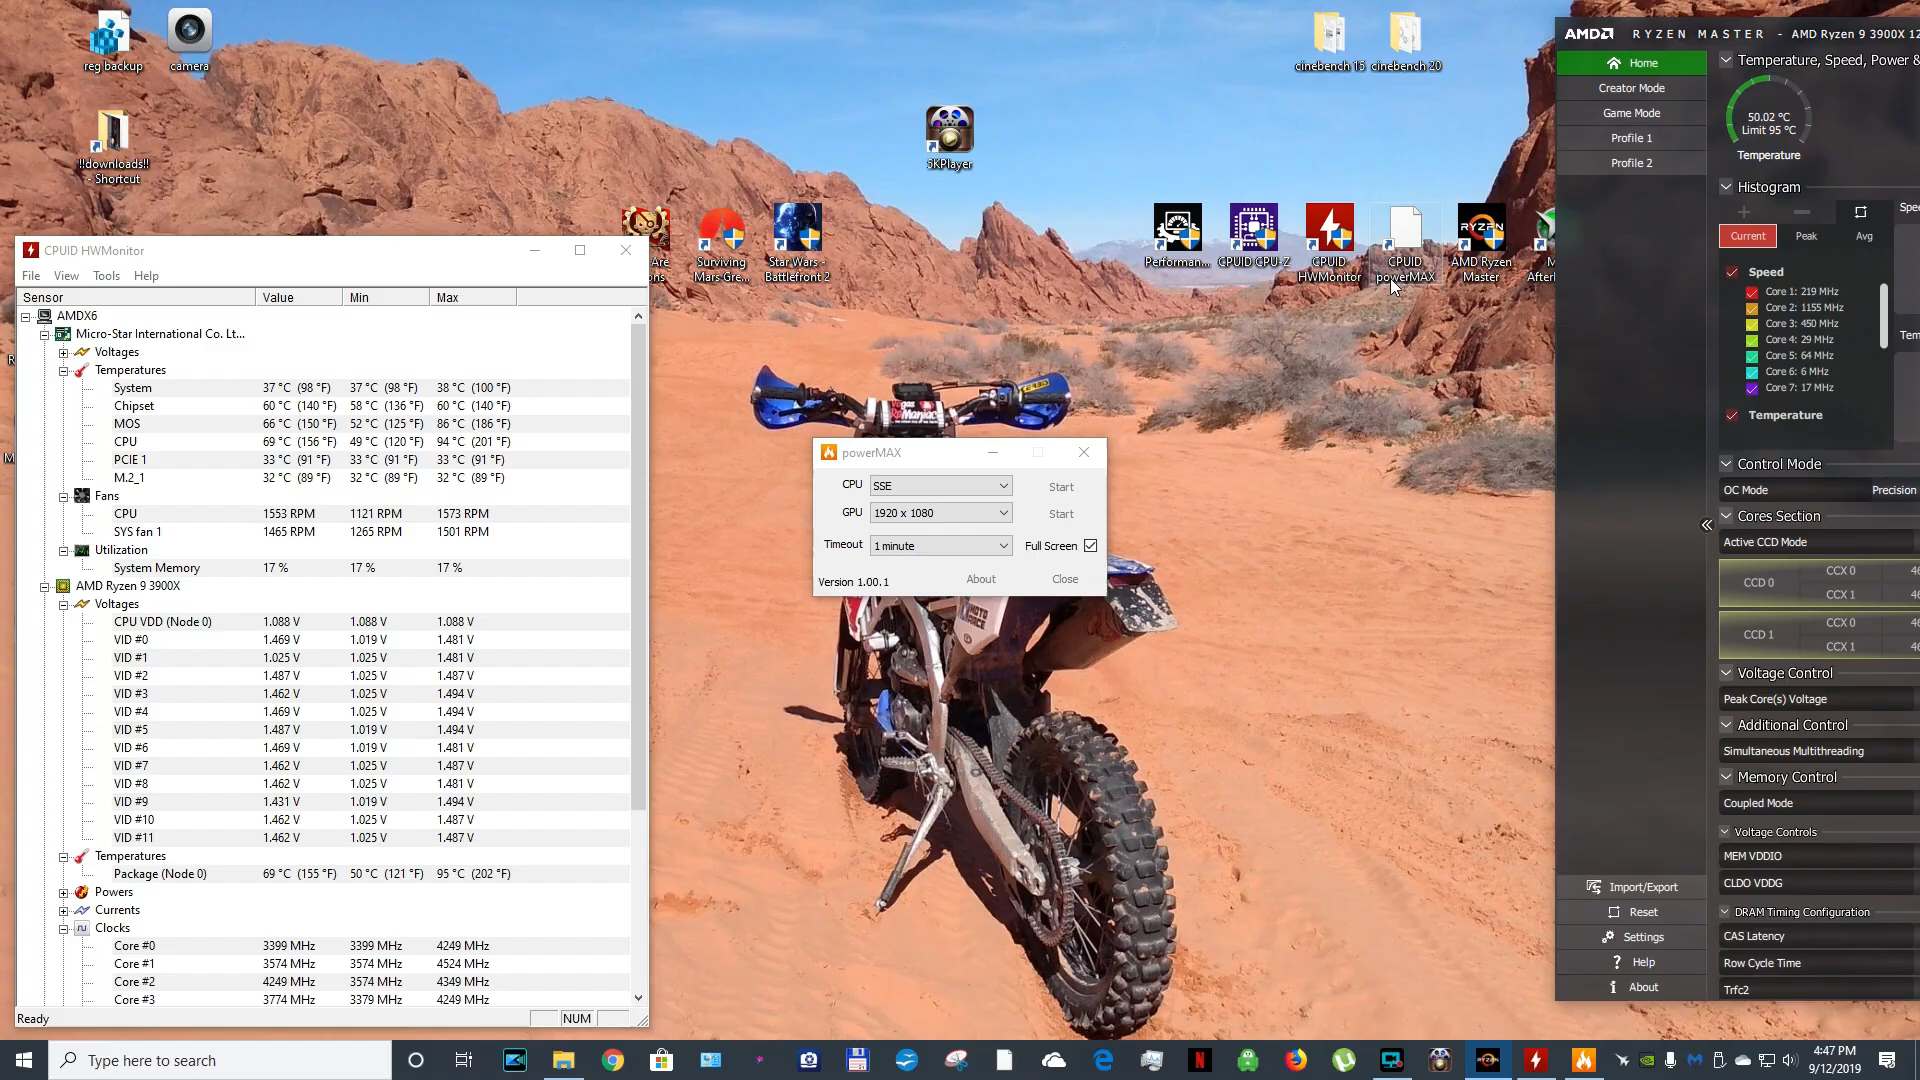 reg backup
camera
!!downloads!!
- Shortcut
5KPlayer
cinebench 15
cinebench 20
Are
ons
Surviving
Mars Gre...
Star Wars -
Battlefront 2
Performan...
CPUID CPU-Z
CPUID
HWMonitor
CPUID
powerMAX
AMD Ryzen
Master
M
After
CPUID HWMonitor
File View Tools Help
Sensor Value Min Max
AMDX6
Micro-Star International Co. Lt...
Voltages
Temperatures
System 37 °C (98 °F) 37 °C (98 °F) 38 °C (100 °F)
Chipset 60 °C (140 °F) 58 °C (136 °F) 60 °C (140 °F)
MOS 66 °C (150 °F) 52 °C (125 °F) 86 °C (186 °F)
CPU 69 °C (156 °F) 49 °C (120 °F) 94 °C (201 °F)
PCIE 1 33 °C (91 °F) 33 °C (91 °F) 33 °C (91 °F)
M.2_1 32 °C (89 °F) 32 °C (89 °F) 32 °C (89 °F)
Fans
CPU 1553 RPM 1121 RPM 1573 RPM
SYS fan 1 1465 RPM 1265 RPM 1501 RPM
Utilization
System Memory 17 % 17 % 17 %
AMD Ryzen 9 3900X
Voltages
CPU VDD (Node 0) 1.088 V 1.088 V 1.088 V
VID #0 1.469 V 1.019 V 1.481 V
VID #1 1.025 V 1.025 V 1.481 V
VID #2 1.487 V 1.025 V 1.487 V
VID #3 1.462 V 1.025 V 1.494 V
VID #4 1.469 V 1.025 V 1.494 V
VID #5 1.487 V 1.019 V 1.494 V
VID #6 1.469 V 1.019 V 1.481 V
VID #7 1.462 V 1.025 V 1.487 V
VID #8 1.462 V 1.025 V 1.481 V
VID #9 1.431 V 1.019 V 1.494 V
VID #10 1.462 V 1.025 V 1.487 V
VID #11 1.462 V 1.025 V 1.487 V
Temperatures
Package (Node 0) 69 °C (155 °F) 50 °C (121 °F) 95 °C (202 °F)
Powers
Currents
Clocks
Core #0 3399 MHz 3399 MHz 4249 MHz
Core #1 3574 MHz 3574 MHz 4524 MHz
Core #2 4249 MHz 3574 MHz 4349 MHz
Core #3 3774 MHz 3379 MHz 4249 MHz
Ready NUM
powerMAX
CPU SSE Start
GPU 1920 x 1080 Start
Timeout 1 minute Full Screen
Version 1.00.1 About Close
AMD RYZEN MASTER - AMD Ryzen 9 3900X 12
Home
Creator Mode
Game Mode
Profile 1
Profile 2
Import/Export
Reset
Settings
Help
About
Temperature, Speed, Power &
50.02 °C
Limit 95 °C
Temperature
Histogram
Current Peak Avg
Speed
Core 1: 219 MHz
Core 2: 1155 MHz
Core 3: 450 MHz
Core 4: 29 MHz
Core 5: 64 MHz
Core 6: 6 MHz
Core 7: 17 MHz
Temperature
Spee
Tem
Control Mode
OC Mode Precision
Cores Section
Active CCD Mode
CCD 0 CCX 0 46
CCX 1 46
CCD 1 CCX 0 46
CCX 1 46
Voltage Control
Peak Core(s) Voltage
Additional Control
Simultaneous Multithreading
Memory Control
Coupled Mode
Voltage Controls
MEM VDDIO
CLDO VDDG
DRAM Timing Configuration
CAS Latency
Row Cycle Time
Trfc2
Type here to search
4:47 PM
9/12/2019